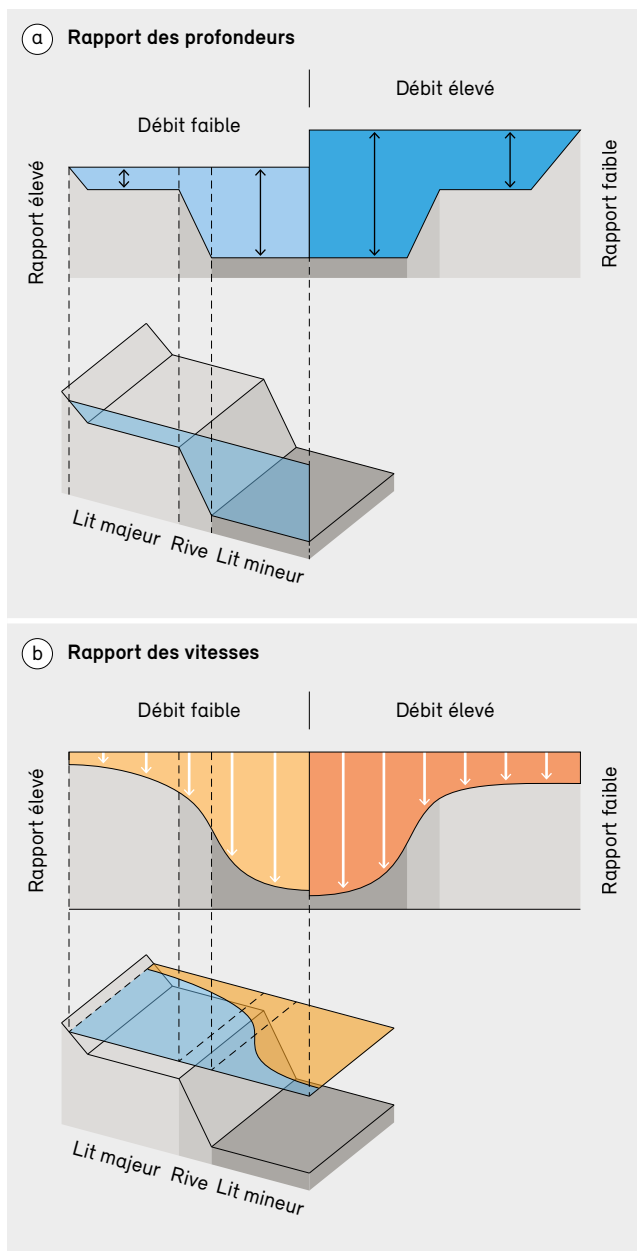 a Rapport des profondeurs
Débit élevé
Débit faible
Rapport élevé
Rapport faible
Lit majeur Rive Lit mineur
b Rapport des vitesses
Débit faible
Débit élevé
Rapport élevé
Rapport faible
Lit majeur Rive Lit mineur